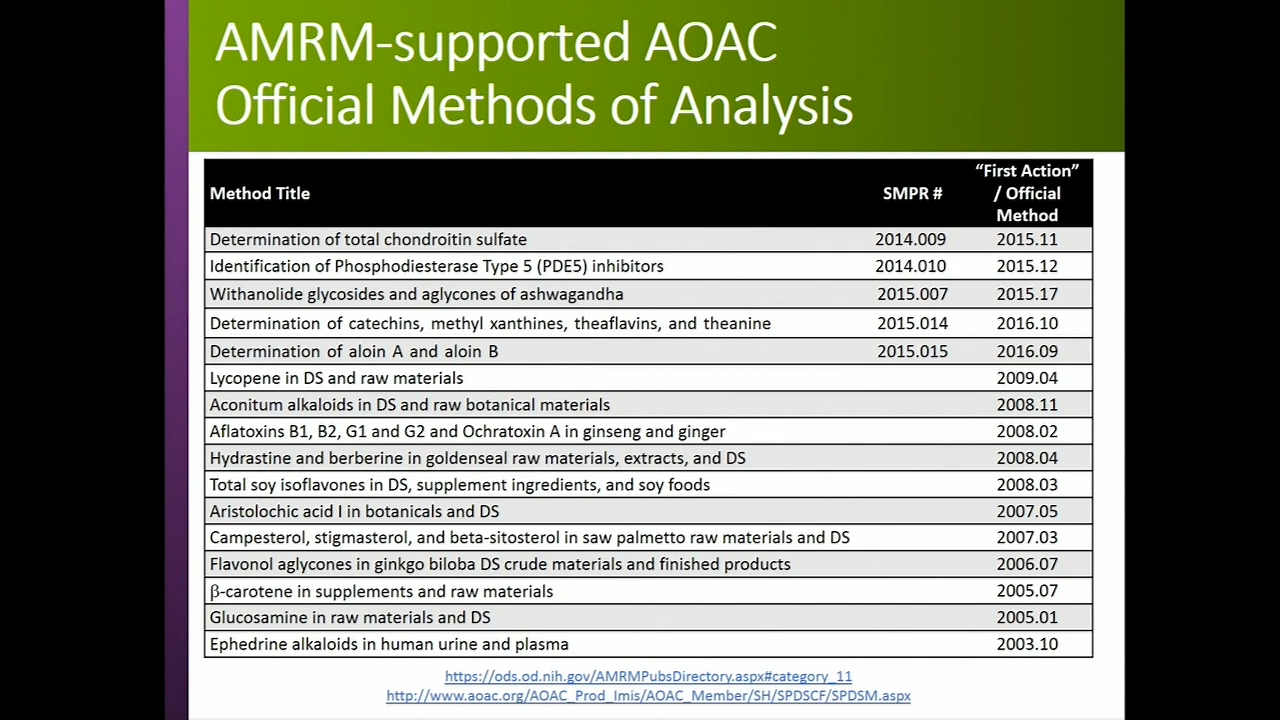 AMRM-supported AOAC
Official Methods of Analysis
Method Title SMPR # “First Action” / Official Method
Determination of total chondroitin sulfate 2014.009 2015.11
Identification of Phosphodiesterase Type 5 (PDE5) inhibitors 2014.010 2015.12
Withanolide glycosides and aglycones of ashwagandha 2015.007 2015.17
Determination of catechins, methyl xanthines, theaflavins, and theanine 2015.014 2016.10
Determination of aloin A and aloin B 2015.015 2016.09
Lycopene in DS and raw materials 2009.04
Aconitum alkaloids in DS and raw botanical materials 2008.11
Aflatoxins B1, B2, G1 and G2 and Ochratoxin A in ginseng and ginger 2008.02
Hydrastine and berberine in goldenseal raw materials, extracts, and DS 2008.04
Total soy isoflavones in DS, supplement ingredients, and soy foods 2008.03
Aristolochic acid I in botanicals and DS 2007.05
Campesterol, stigmasterol, and beta-sitosterol in saw palmetto raw materials and DS 2007.03
Flavonol aglycones in ginkgo biloba DS crude materials and finished products 2006.07
β-carotene in supplements and raw materials 2005.07
Glucosamine in raw materials and DS 2005.01
Ephedrine alkaloids in human urine and plasma 2003.10
https://ods.od.nih.gov/AMRMPubsDirectory.aspx#category_11
http://www.aoac.org/AOAC_Prod_Imis/AOAC_Member/SH/SPDSCF/SPDSM.aspx